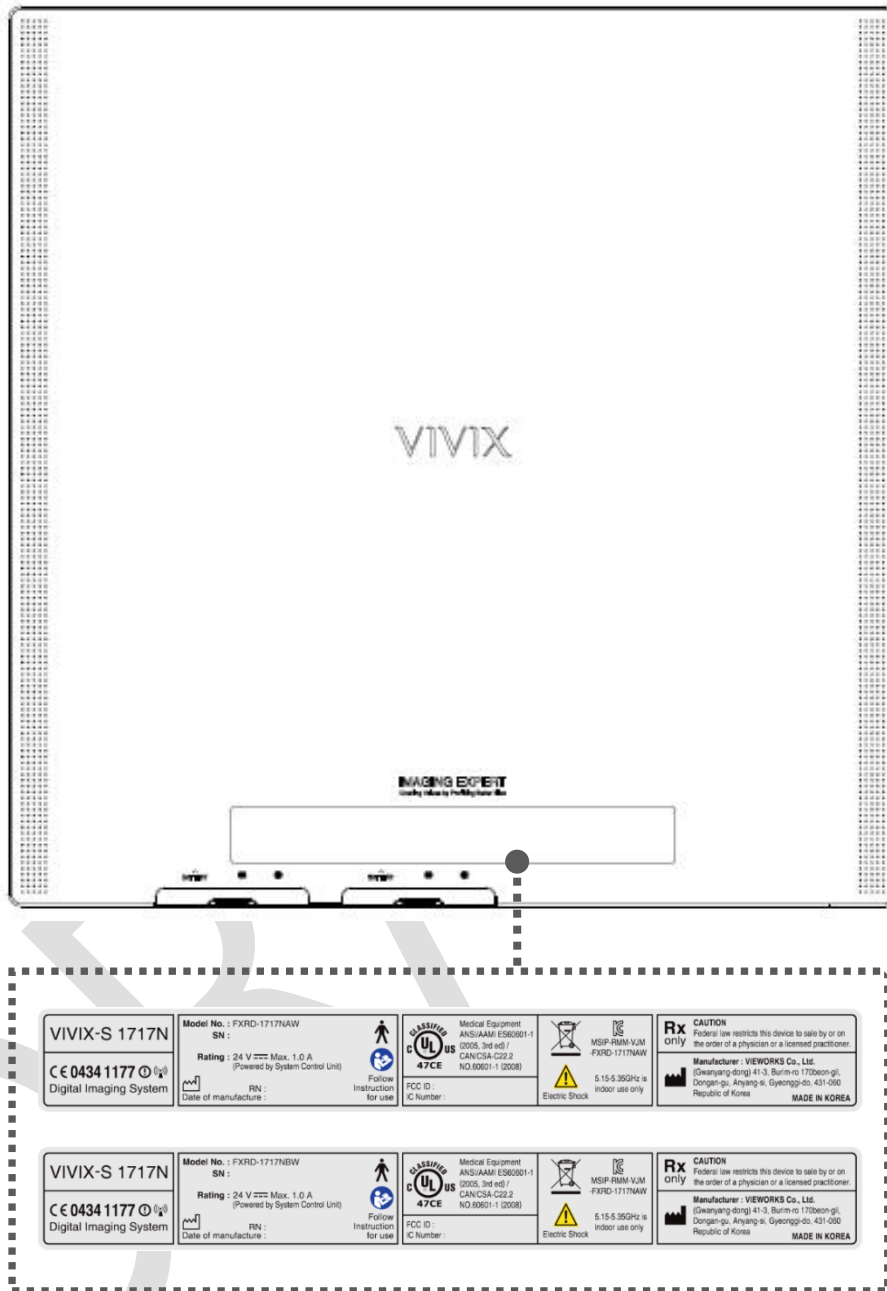 VIVIX
IMAGING EXPERT
VIVIX-S 1717N
CE 0434 1177
Digital Imaging System
Model No. : FXRD-1717NAW
SN :
Rating : 24 V Max. 1.0 A
(Powered by System Control Unit)
RN :
Date of manufacture :
Follow
Instruction
for use
CLASSIFIED
C UL US
47CE
Medical Equipment
ANSI/AAMI ES60601-1
(2005, 3rd ed) /
CAN/CSA-C22.2
NO.60601-1 (2008)
FCC ID :
IC Number :
Electric Shock
MSIP-RMM-VJM
-FXRD-1717NAW
5.15-5.35GHz is
indoor use only
Rx
only
CAUTION
Federal law restricts this device to sale by or on
the order of a physician or a licensed practitioner.
Manufacturer : VIEWORKS Co., Ltd.
(Gwanyang-dong) 41-3, Burim-ro 170beon-gil,
Dongan-gu, Anyang-si, Gyeonggi-do, 431-060
Republic of Korea
MADE IN KOREA
VIVIX-S 1717N
CE 0434 1177
Digital Imaging System
Model No. : FXRD-1717NBW
SN :
Rating : 24 V Max. 1.0 A
(Powered by System Control Unit)
RN :
Date of manufacture :
Follow
Instruction
for use
CLASSIFIED
C UL US
47CE
Medical Equipment
ANSI/AAMI ES60601-1
(2005, 3rd ed) /
CAN/CSA-C22.2
NO.60601-1 (2008)
FCC ID :
IC Number :
Electric Shock
MSIP-RMM-VJM
-FXRD-1717NAW
5.15-5.35GHz is
indoor use only
Rx
only
CAUTION
Federal law restricts this device to sale by or on
the order of a physician or a licensed practitioner.
Manufacturer : VIEWORKS Co., Ltd.
(Gwanyang-dong) 41-3, Burim-ro 170beon-gil,
Dongan-gu, Anyang-si, Gyeonggi-do, 431-060
Republic of Korea
MADE IN KOREA